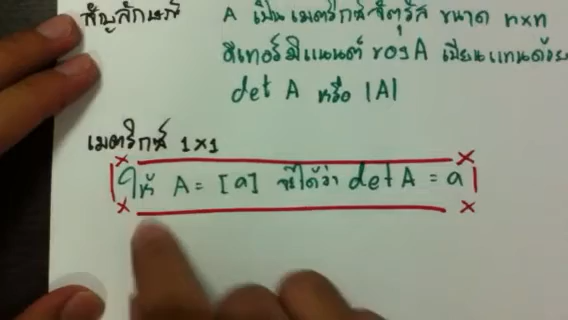 สัญลักษณ์ A เป็นเมตริกซ์จัตุรัส ขนาด n×n
ดีเทอร์มิแนนต์ ของ A เขียนแทนด้วย
det A หรือ |A|
เมตริกซ์ 1×1
ให้ A = [a] จะได้ว่า det A = a